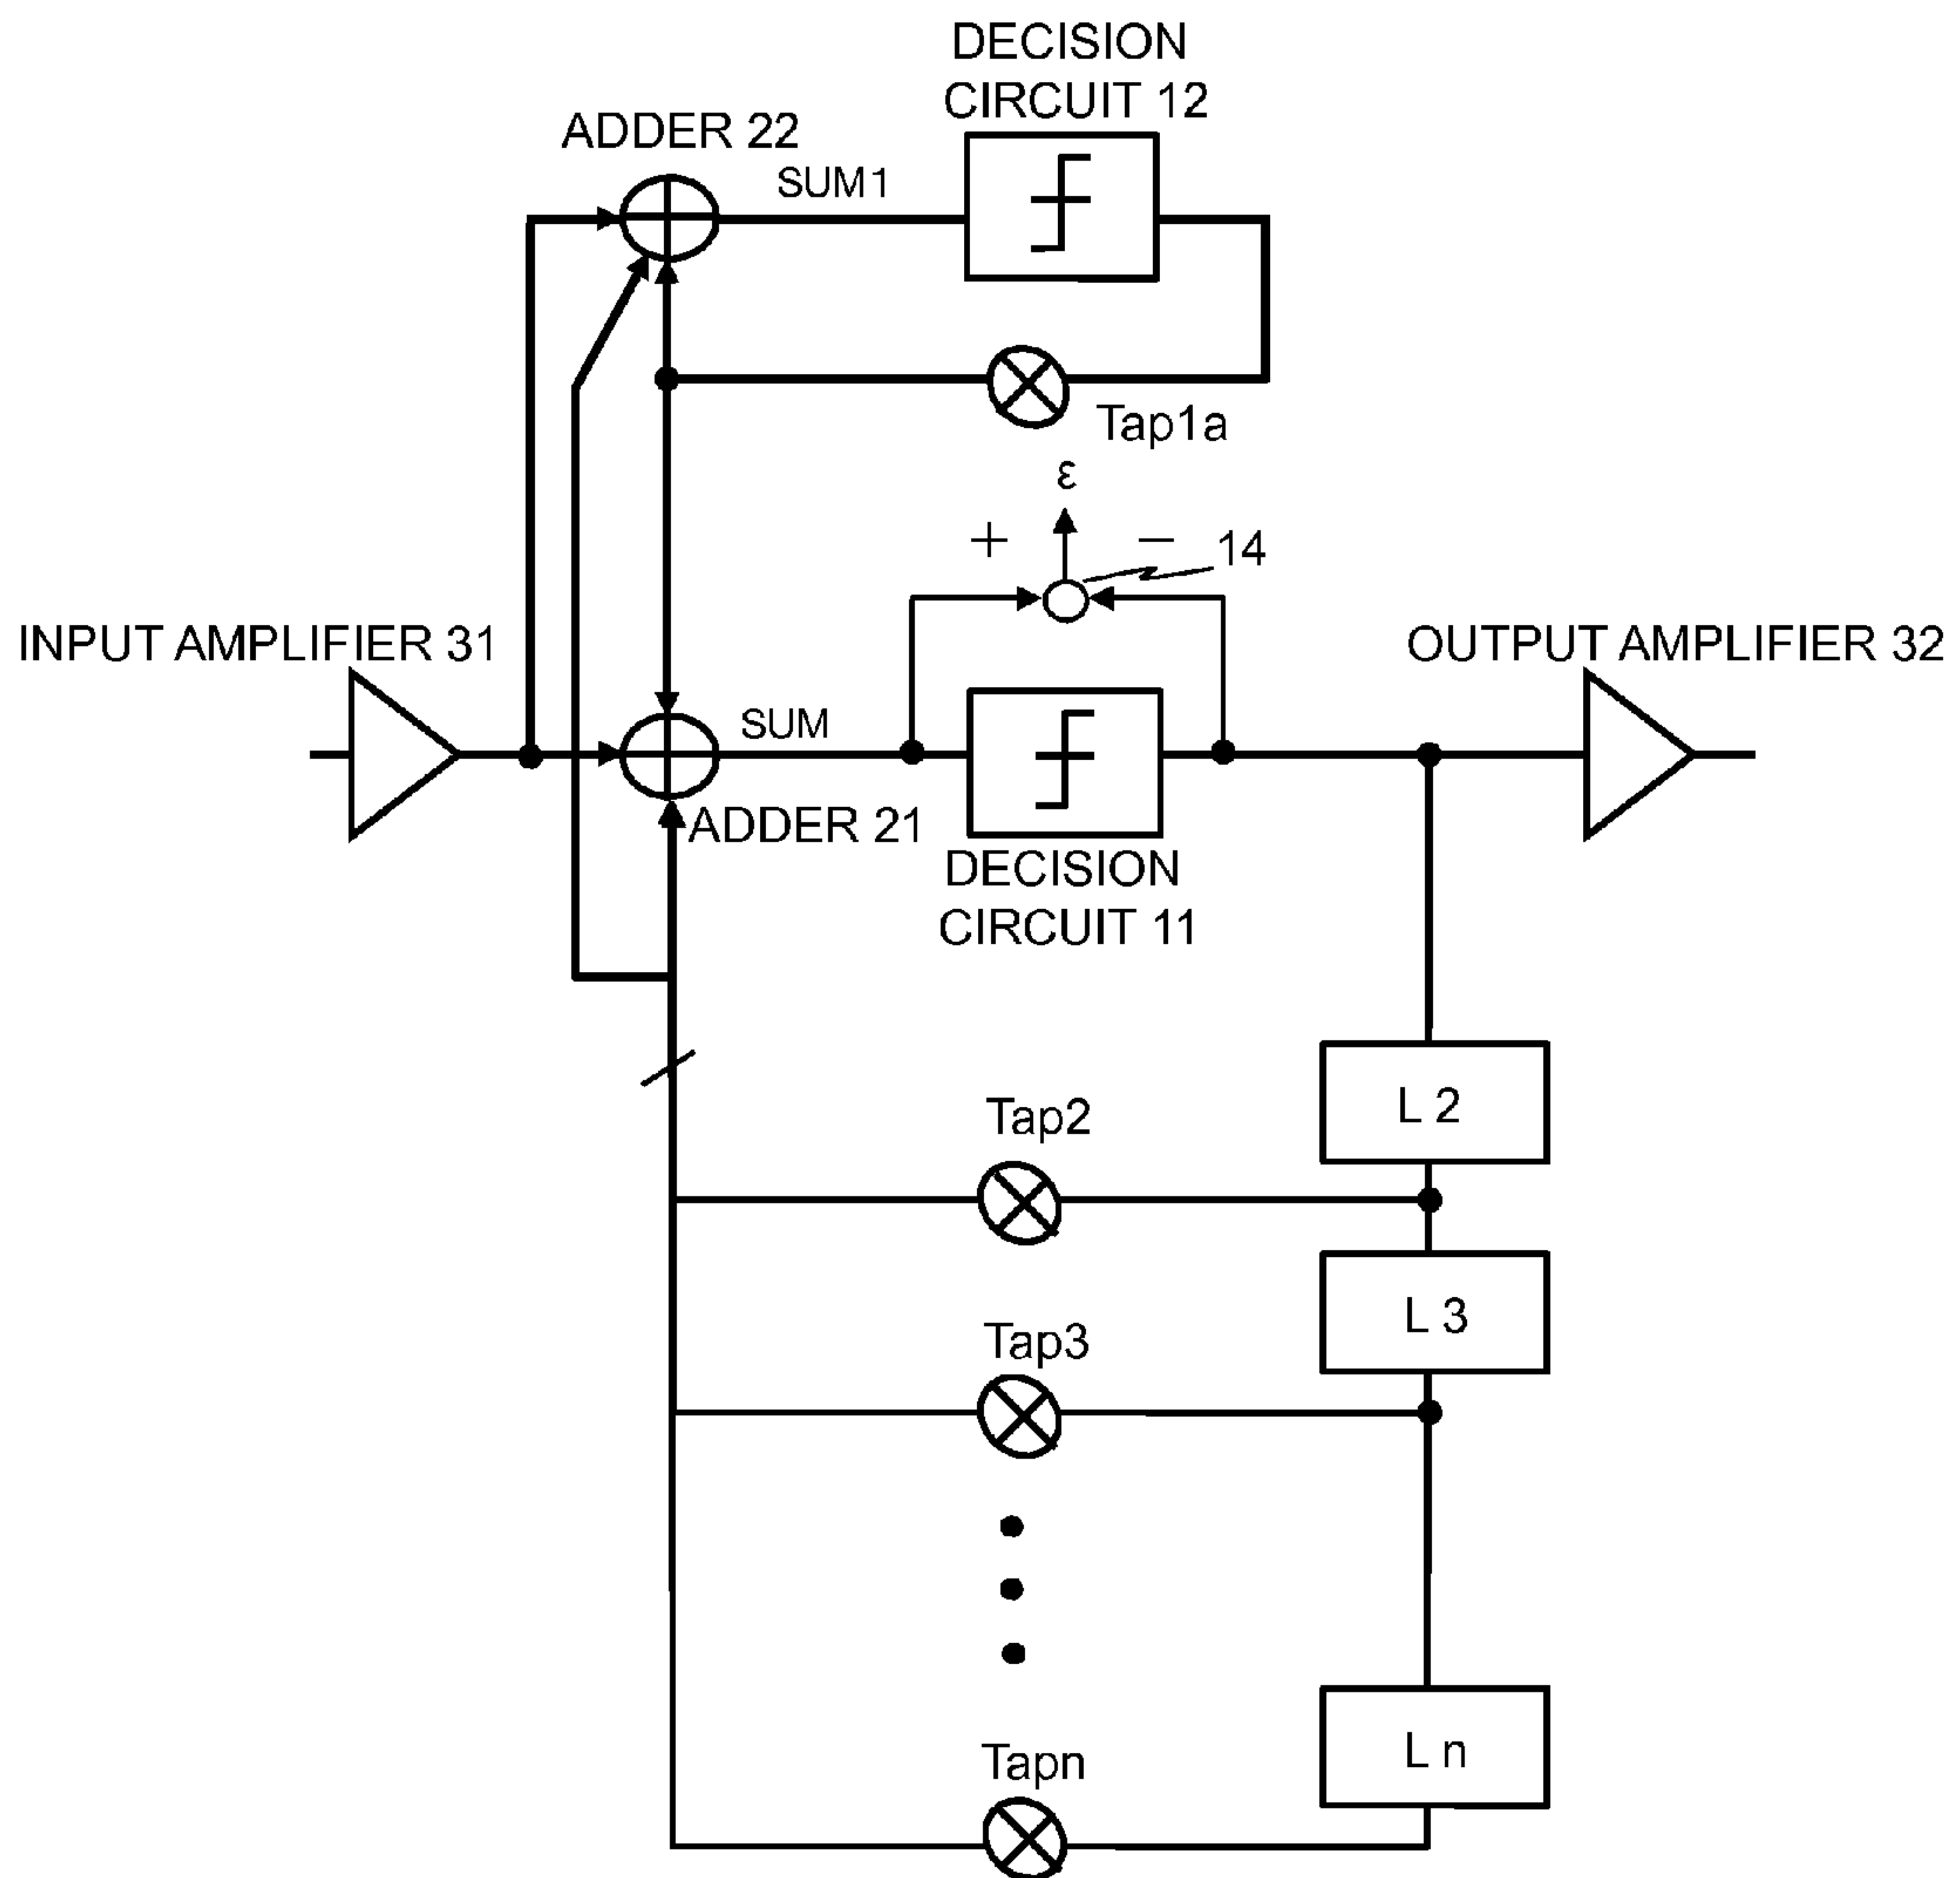 DECISION
CIRCUIT 12
ADDER 22
SUM1
Tap1a
ε
+
−
14
INPUT AMPLIFIER 31
OUTPUT AMPLIFIER 32
SUM
ADDER 21
DECISION
CIRCUIT 11
L 2
Tap2
L 3
Tap3
L n
Tapn